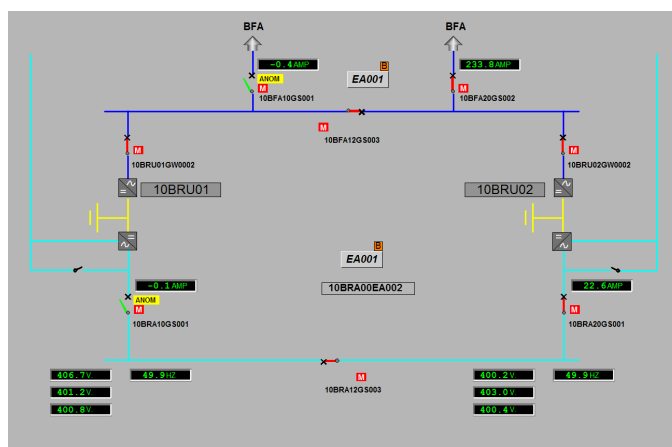 BFA
BFA
-0.4 AMP
B
EA001
233.8 AMP
ANOM
M
M
10BFA10GS001
10BFA20GS002
M
10BFA12GS003
M
M
10BRU01GW0002
10BRU02GW0002
10BRU01
10BRU02
B
EA001
-0.1 AMP
10BRA00EA002
22.6 AMP
ANOM
M
M
10BRA10GS001
10BRA20GS001
406.7 V
49.9 HZ
M
400.2 V
49.9 HZ
401.2 V
10BRA12GS003
403.0 V
400.8 V
400.4 V